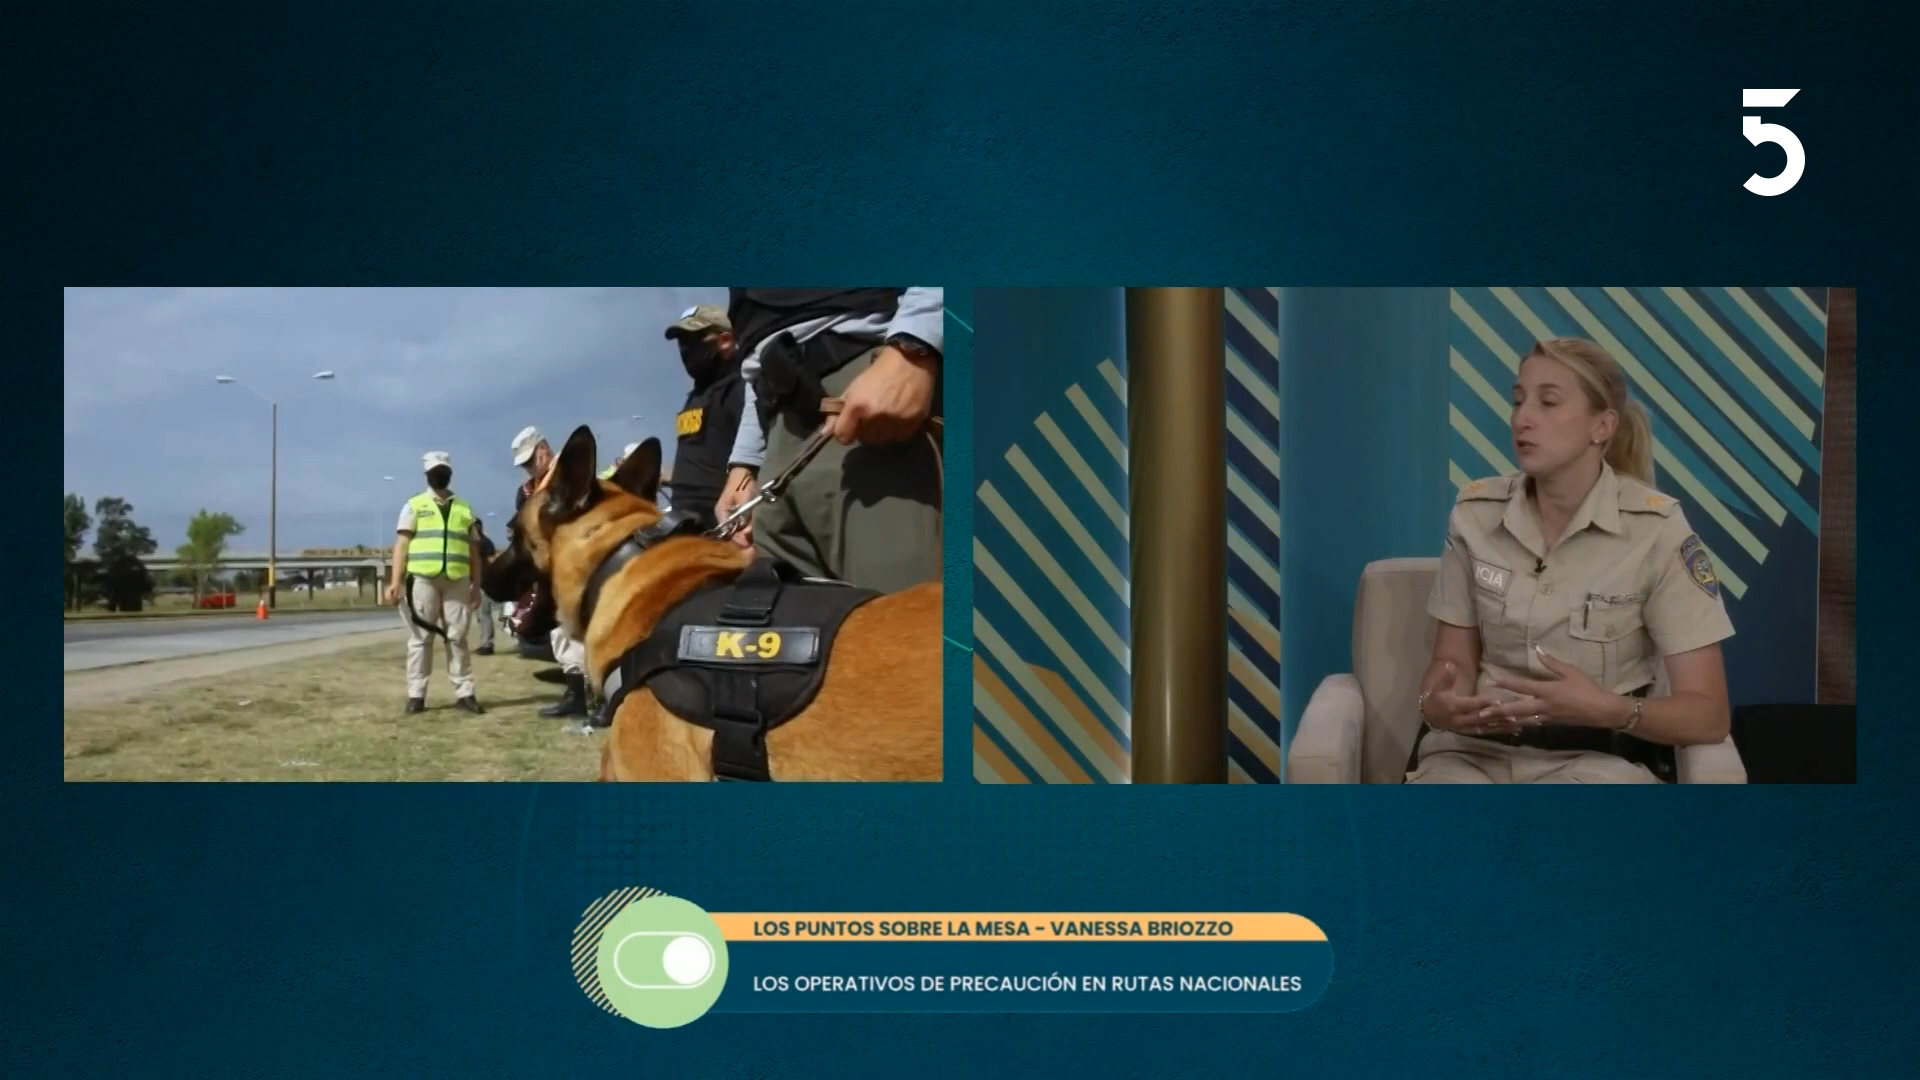 5
K-9
ICIA
LOS PUNTOS SOBRE LA MESA - VANESSA BRIOZZO
LOS OPERATIVOS DE PRECAUCIÓN EN RUTAS NACIONALES